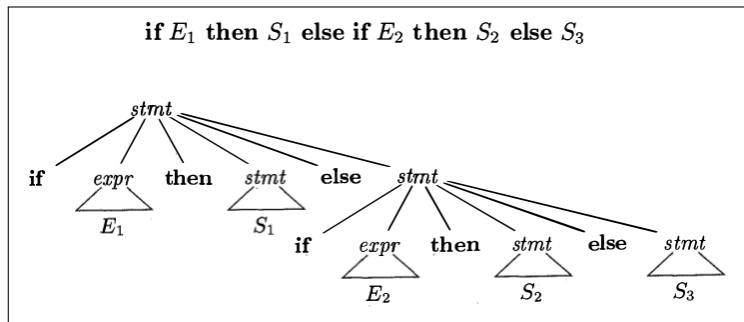 if E₁ then S₁ else if E₂ then S₂ else S₃
stmt
if expr then stmt else stmt
E₁ S₁
if expr then stmt else stmt
E₂ S₂ S₃